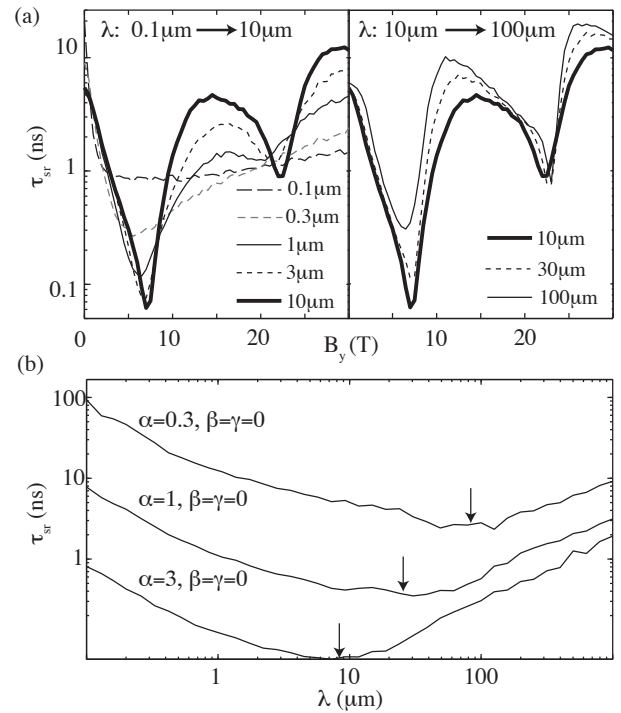 (a)
λ: 0.1μm → 10μm
λ: 10μm → 100μm
10
1
0.1
τsr (ns)
0.1μm
0.3μm
1μm
3μm
10μm
10μm
30μm
100μm
0
10
20
10
20
By (T)
(b)
100
10
1
τsr (ns)
α=0.3, β=γ=0
α=1, β=γ=0
α=3, β=γ=0
1
10
100
λ (μm)